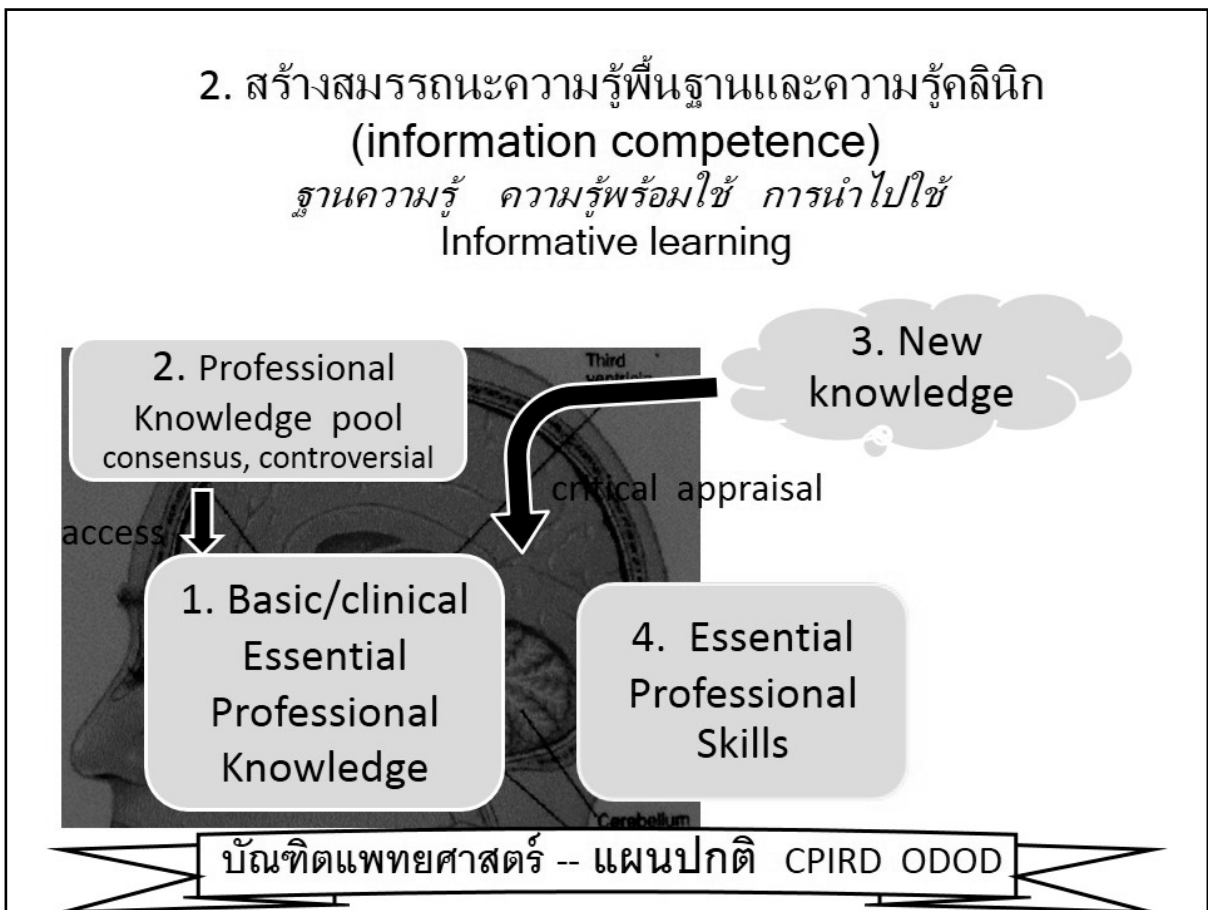 2. สร้างสมรรถนะความรู้พื้นฐานและความรู้คลินิก
(information competence)
ฐานความรู้ ความรู้พร้อมใช้ การนำไปใช้
Informative learning
2. Professional
Knowledge pool
consensus, controversial
Third
ventricle
3. New
knowledge
critical appraisal
access
1. Basic/clinical
Essential
Professional
Knowledge
4. Essential
Professional
Skills
Cerebellum
บัณฑิตแพทยศาสตร์ -- แผนปกติ CPIRD ODOD